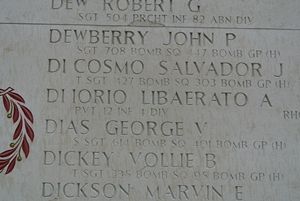 DEW ROBERT G
SGT 504 PRCHT INF 82 ABN DIV
DEWBERRY JOHN P
SGT 708 BOMB SQ 447 BOMB GP (H)
DI COSMO SALVADOR J
T SGT 427 BOMB SQ 303 BOMB GP (H)
DI IORIO LIBAERATO A
PVT 12 INF 4 DIV
RH
DIAS GEORGE V
S SGT 614 BOMB SQ 401 BOMB GP (H)
DICKEY VOLLIE B
T SGT 335 BOMB SQ 95 BOMB GP (H)
DICKSON MARVIN E